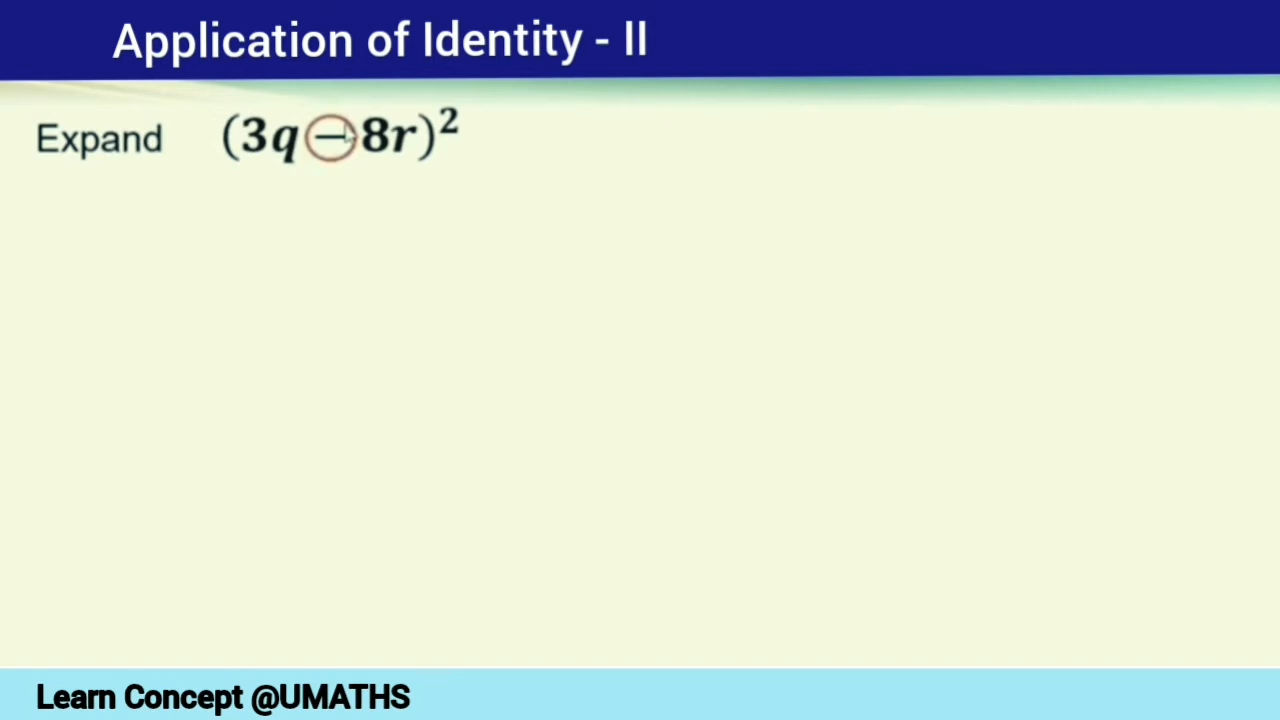 Application of Identity - II
Expand (3q−8r)²
Learn Concept @UMATHS